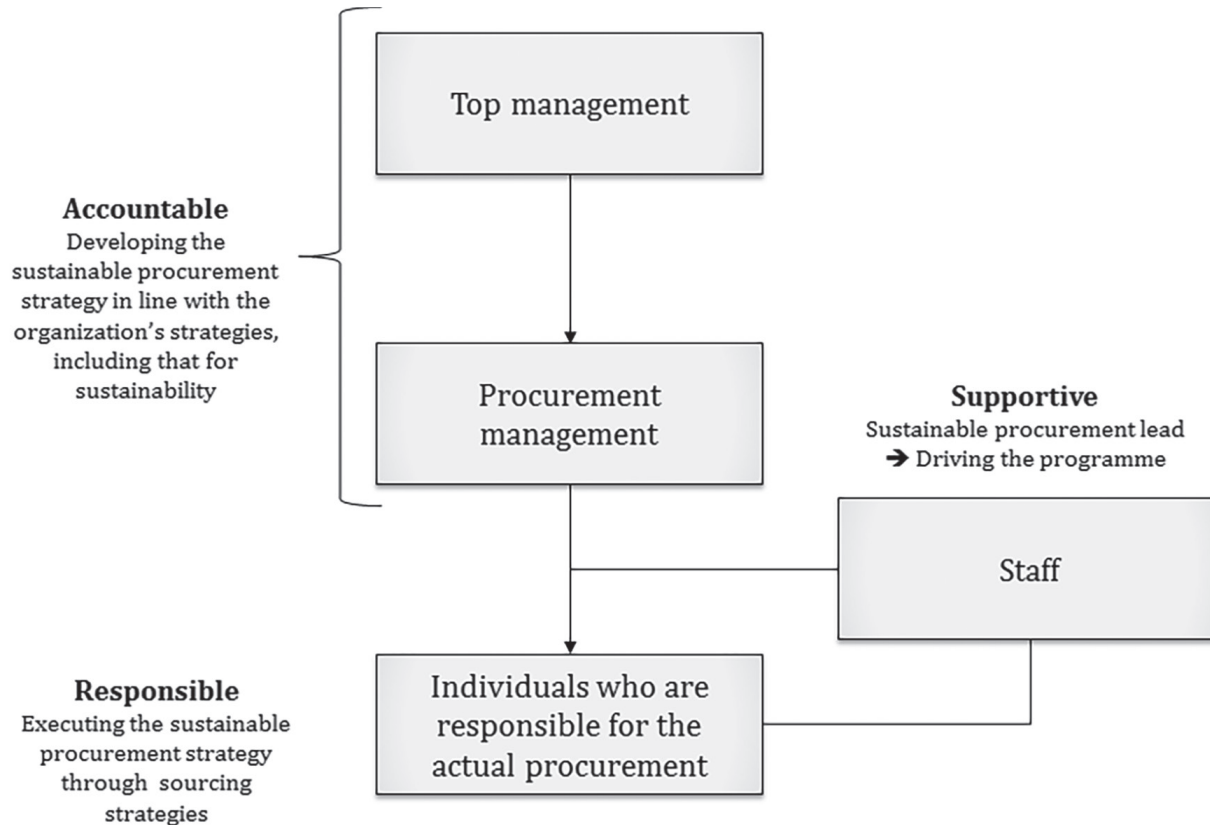 Top management
Accountable
Developing the
sustainable procurement
strategy in line with the
organization’s strategies,
including that for
sustainability
Procurement
management
Supportive
Sustainable procurement lead
➔ Driving the programme
Staff
Responsible
Executing the sustainable
procurement strategy
through sourcing
strategies
Individuals who are
responsible for the
actual procurement